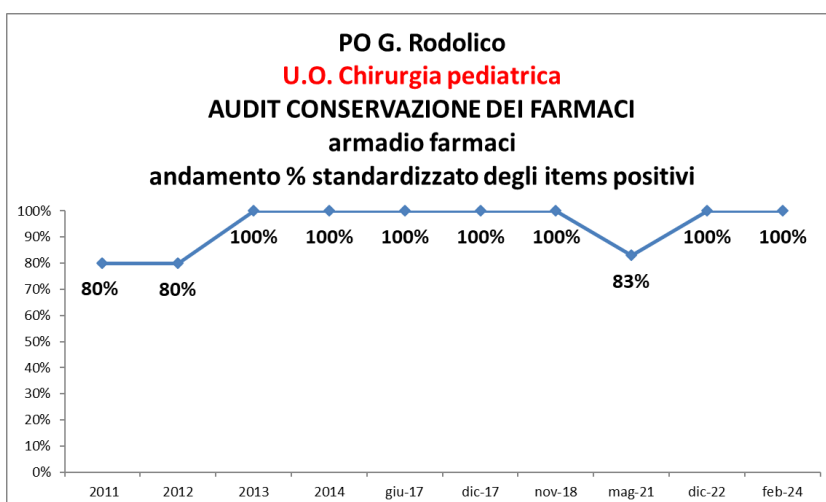 PO G. Rodolico
U.O. Chirurgia pediatrica
AUDIT CONSERVAZIONE DEI FARMACI
armadio farmaci
andamento % standardizzato degli items positivi
100%
90%
80%
70%
60%
50%
40%
30%
20%
10%
0%
80% 80% 100% 100% 100% 100% 100% 83% 100% 100%
2011 2012 2013 2014 giu-17 dic-17 nov-18 mag-21 dic-22 feb-24